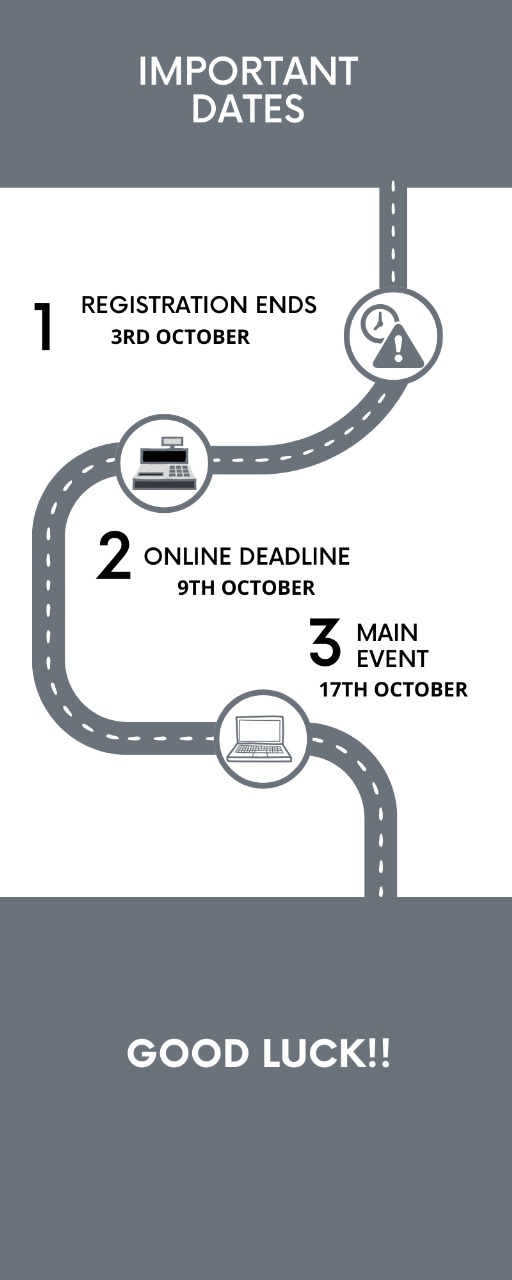 IMPORTANT
DATES
1
REGISTRATION ENDS
3RD OCTOBER
2
ONLINE DEADLINE
9TH OCTOBER
3
MAIN
EVENT
17TH OCTOBER
GOOD LUCK!!